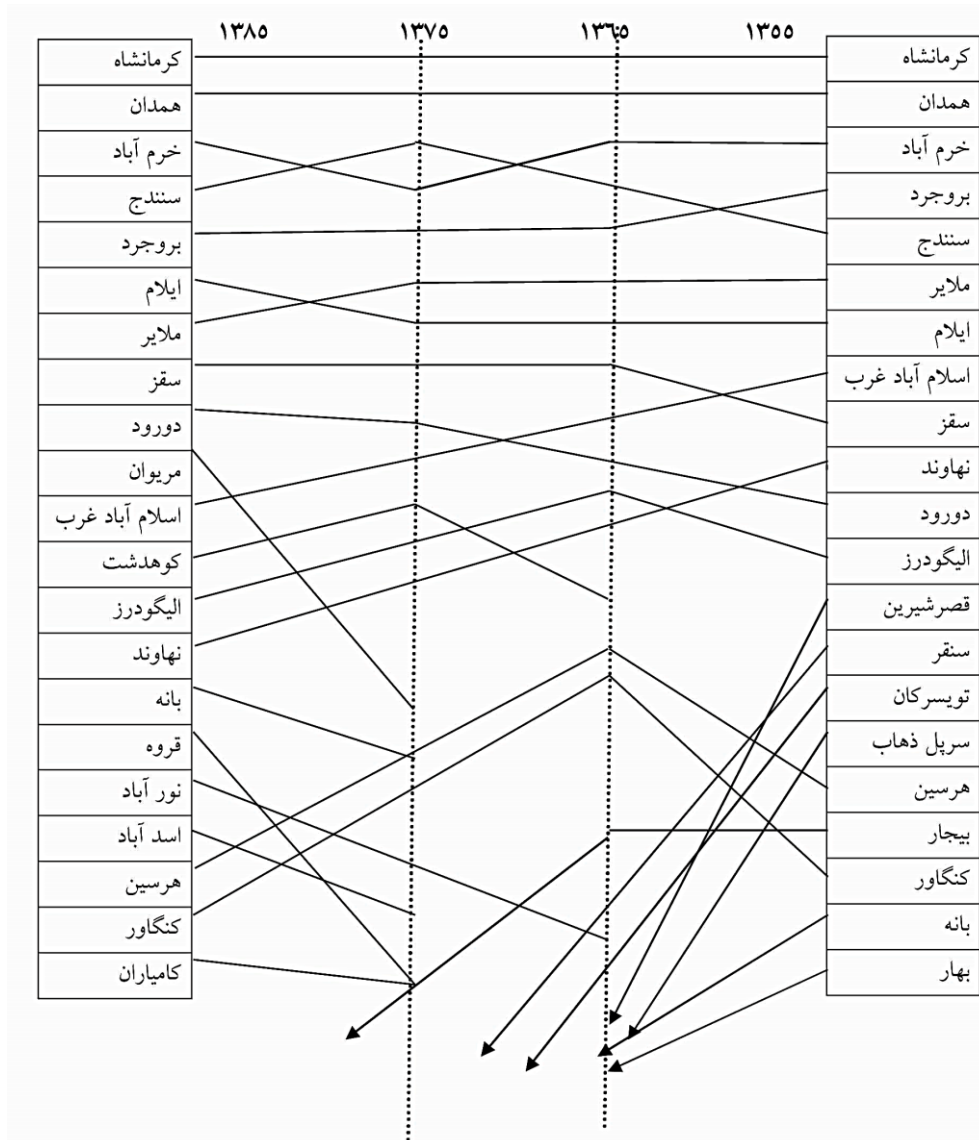 ۱۳۵۵ ۱۳۶۵ ۱۳۷۵ ۱۳۸۵
کرمانشاه
همدان
خرم آباد
بروجرد
سنندج
ملایر
ایلام
اسلام آباد غرب
سقز
نهاوند
دورود
الیگودرز
قصرشیرین
سنقر
تویسرکان
سرپل ذهاب
هرسین
بیجار
کنگاور
بانه
بهار
کرمانشاه
همدان
خرم آباد
سنندج
بروجرد
ایلام
ملایر
سقز
دورود
مریوان
اسلام آباد غرب
کوهدشت
الیگودرز
نهاوند
بانه
قروه
نور آباد
اسد آباد
هرسین
کنگاور
کامیاران